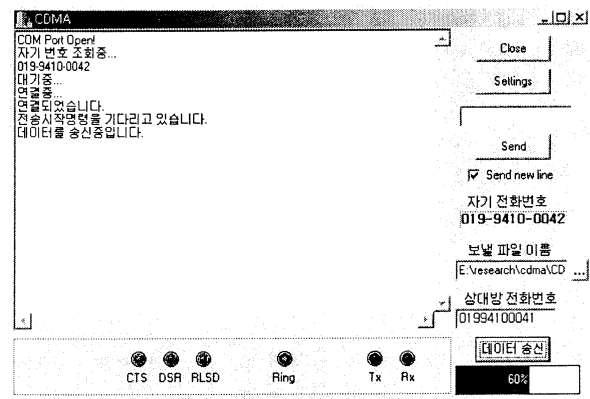 CDMA
COM Port Open!
자기 번호 조회중...
019-9410-0042
대기중...
연결중...
연결되었습니다.
전송시작명령을 기다리고 있습니다.
데이터를 송신중입니다.
Close
Settings
Send
Send new line
자기 전화번호
019-9410-0042
보낼 파일 이름
E:\research\cdma\CD
...
상대방 전화번호
01994100041
데이터 송신
60%
CTS DSR RLSD Ring Tx Rx